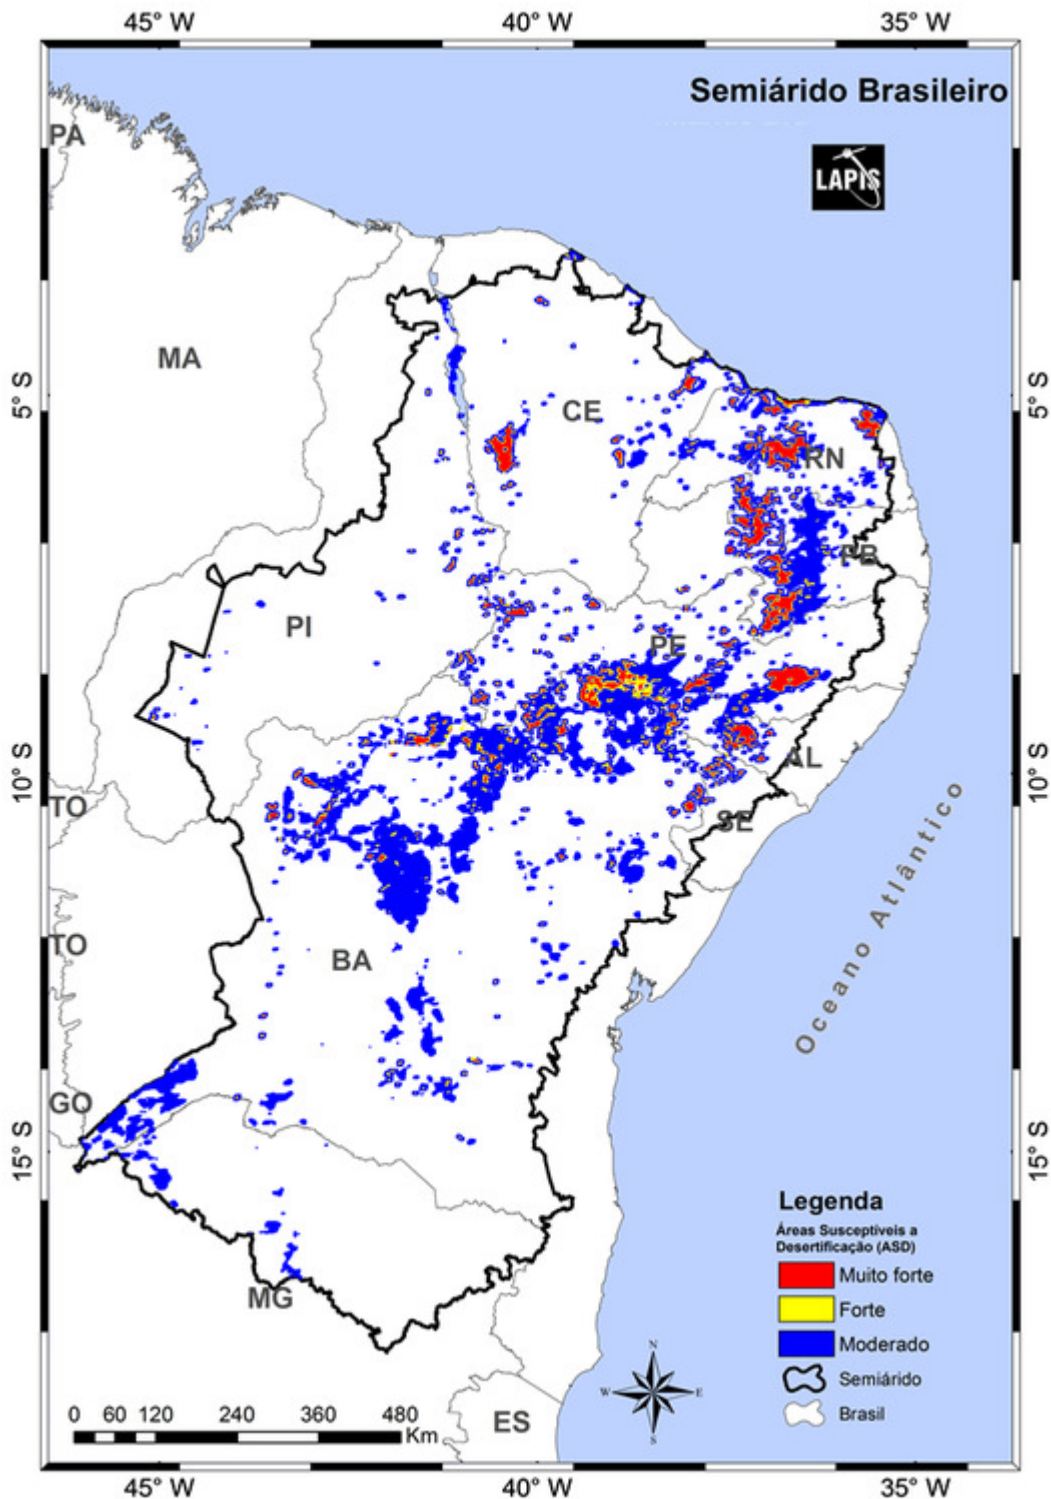 45° W 40° W 35° W
Semiárido Brasileiro
LAPIS
PA
MA
5° S
5° S
CE
RN
PB
PI
PE
10° S
10° S
AL
TO
SE
Oceano Atlântico
TO
BA
GO
15° S
15° S
Legenda
Áreas Susceptíveis a
Desertificação (ASD)
Muito forte
MG
Forte
N
Moderado
Semiárido
W E
Brasil
S
0 60 120 240 360 480
Km
ES
45° W 40° W 35° W